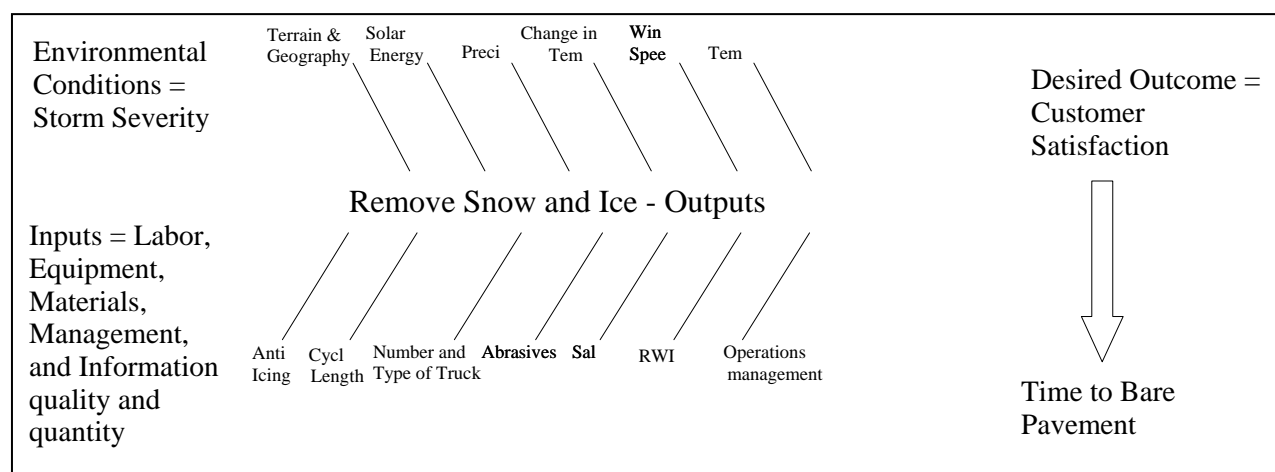 Environmental
Conditions =
Storm Severity
Terrain &
Geography
Solar
Energy
Preci
Change in
Tem
Win
Spee
Tem
Desired Outcome =
Customer
Satisfaction
Remove Snow and Ice - Outputs
Inputs = Labor,
Equipment,
Materials,
Management,
and Information
quality and
quantity
Anti
Icing
Cycl
Length
Number and
Type of Truck
Abrasives
Sal
RWI
Operations
management
Time to Bare
Pavement